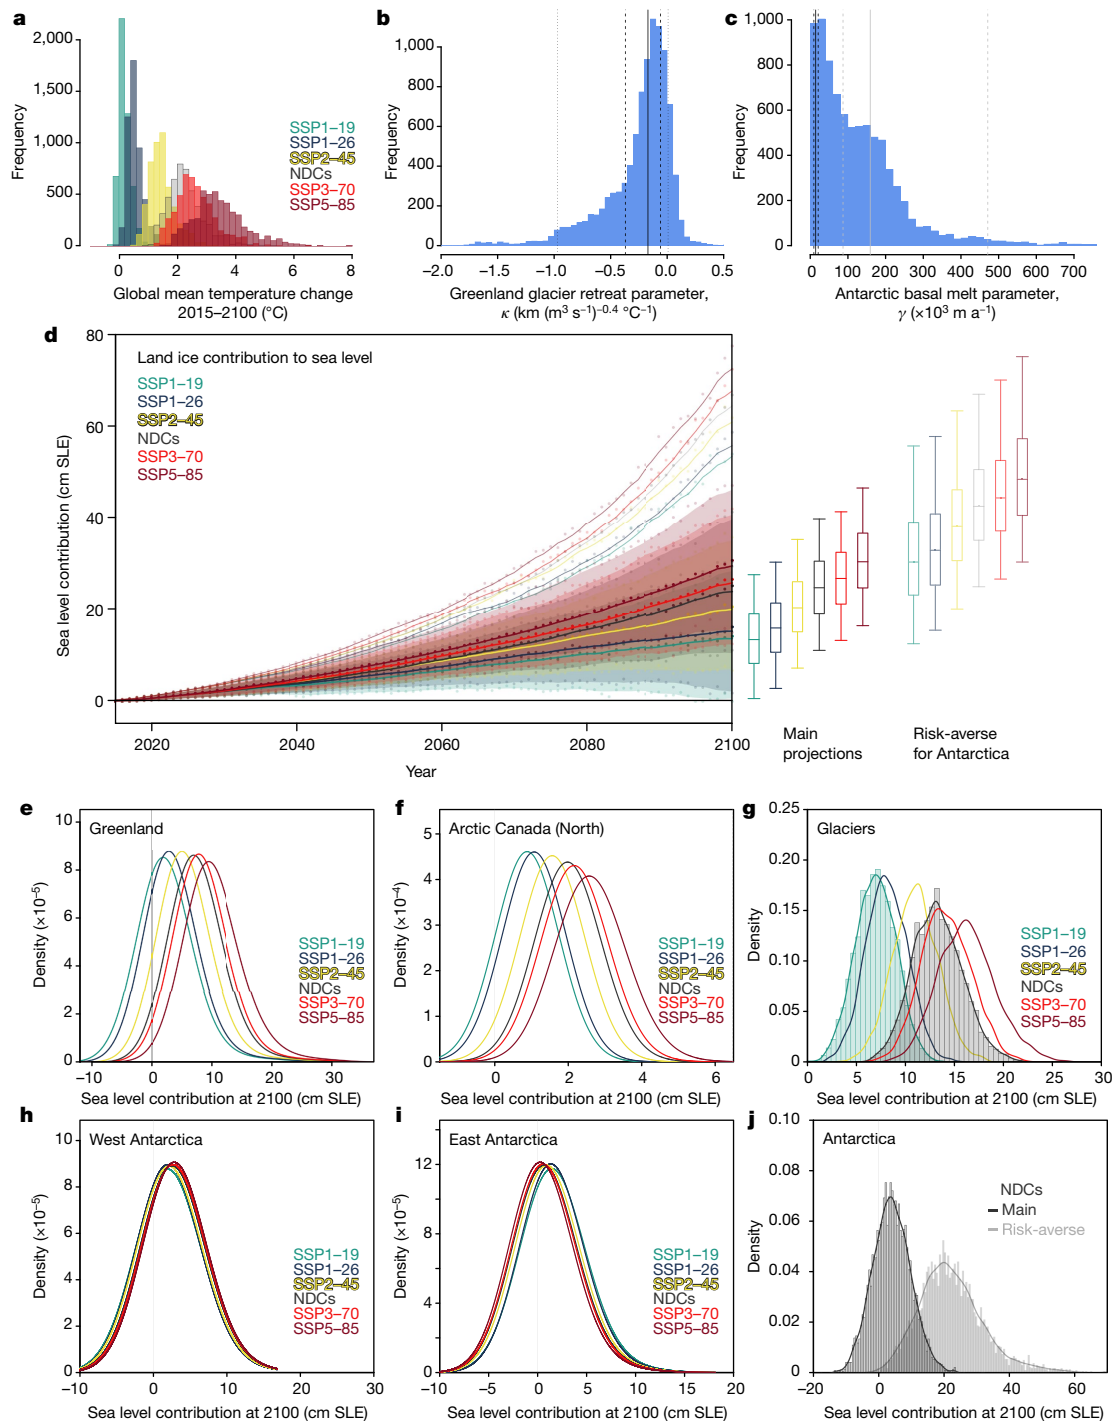 a
2,000
1,500
1,000
500
0
Frequency
SSP1–19
SSP1–26
SSP2–45
NDCs
SSP3–70
SSP5–85
0 2 4 6 8
Global mean temperature change
2015–2100 (°C)
b
1,000
800
600
400
200
0
Frequency
–2.0 –1.5 –1.0 –0.5 0.0 0.5
Greenland glacier retreat parameter,
κ (km (m³ s⁻¹)⁻⁰·⁴ °C⁻¹)
c
1,000
800
600
400
200
0
Frequency
0 100 200 300 400 500 600 700
Antarctic basal melt parameter,
γ (×10³ m a⁻¹)
d
80
60
40
20
0
Sea level contribution (cm SLE)
Land ice contribution to sea level
SSP1–19
SSP1–26
SSP2–45
NDCs
SSP3–70
SSP5–85
2020 2040 2060 2080 2100
Year
Main
projections
Risk-averse
for Antarctica
e
Greenland
10
8
6
4
2
0
Density (×10⁻⁵)
SSP1–19
SSP1–26
SSP2–45
NDCs
SSP3–70
SSP5–85
–10 0 10 20 30
Sea level contribution at 2100 (cm SLE)
f
Arctic Canada (North)
5
4
3
2
1
0
Density (×10⁻⁴)
SSP1–19
SSP1–26
SSP2–45
NDCs
SSP3–70
SSP5–85
0 2 4 6
Sea level contribution at 2100 (cm SLE)
g
Glaciers
0.25
0.20
0.15
0.10
0.05
0
Density
SSP1–19
SSP1–26
SSP2–45
NDCs
SSP3–70
SSP5–85
0 5 10 15 20 25 30
Sea level contribution at 2100 (cm SLE)
h
West Antarctica
10
8
6
4
2
0
Density (×10⁻⁵)
SSP1–19
SSP1–26
SSP2–45
NDCs
SSP3–70
SSP5–85
–10 0 10 20 30
Sea level contribution at 2100 (cm SLE)
i
East Antarctica
12
8
4
0
Density (×10⁻⁵)
SSP1–19
SSP1–26
SSP2–45
NDCs
SSP3–70
SSP5–85
–10 –5 0 5 10 15 20
Sea level contribution at 2100 (cm SLE)
j
Antarctica
0.10
0.08
0.06
0.04
0.02
0
Density
NDCs
Main
Risk-averse
–20 0 20 40 60
Sea level contribution at 2100 (cm SLE)